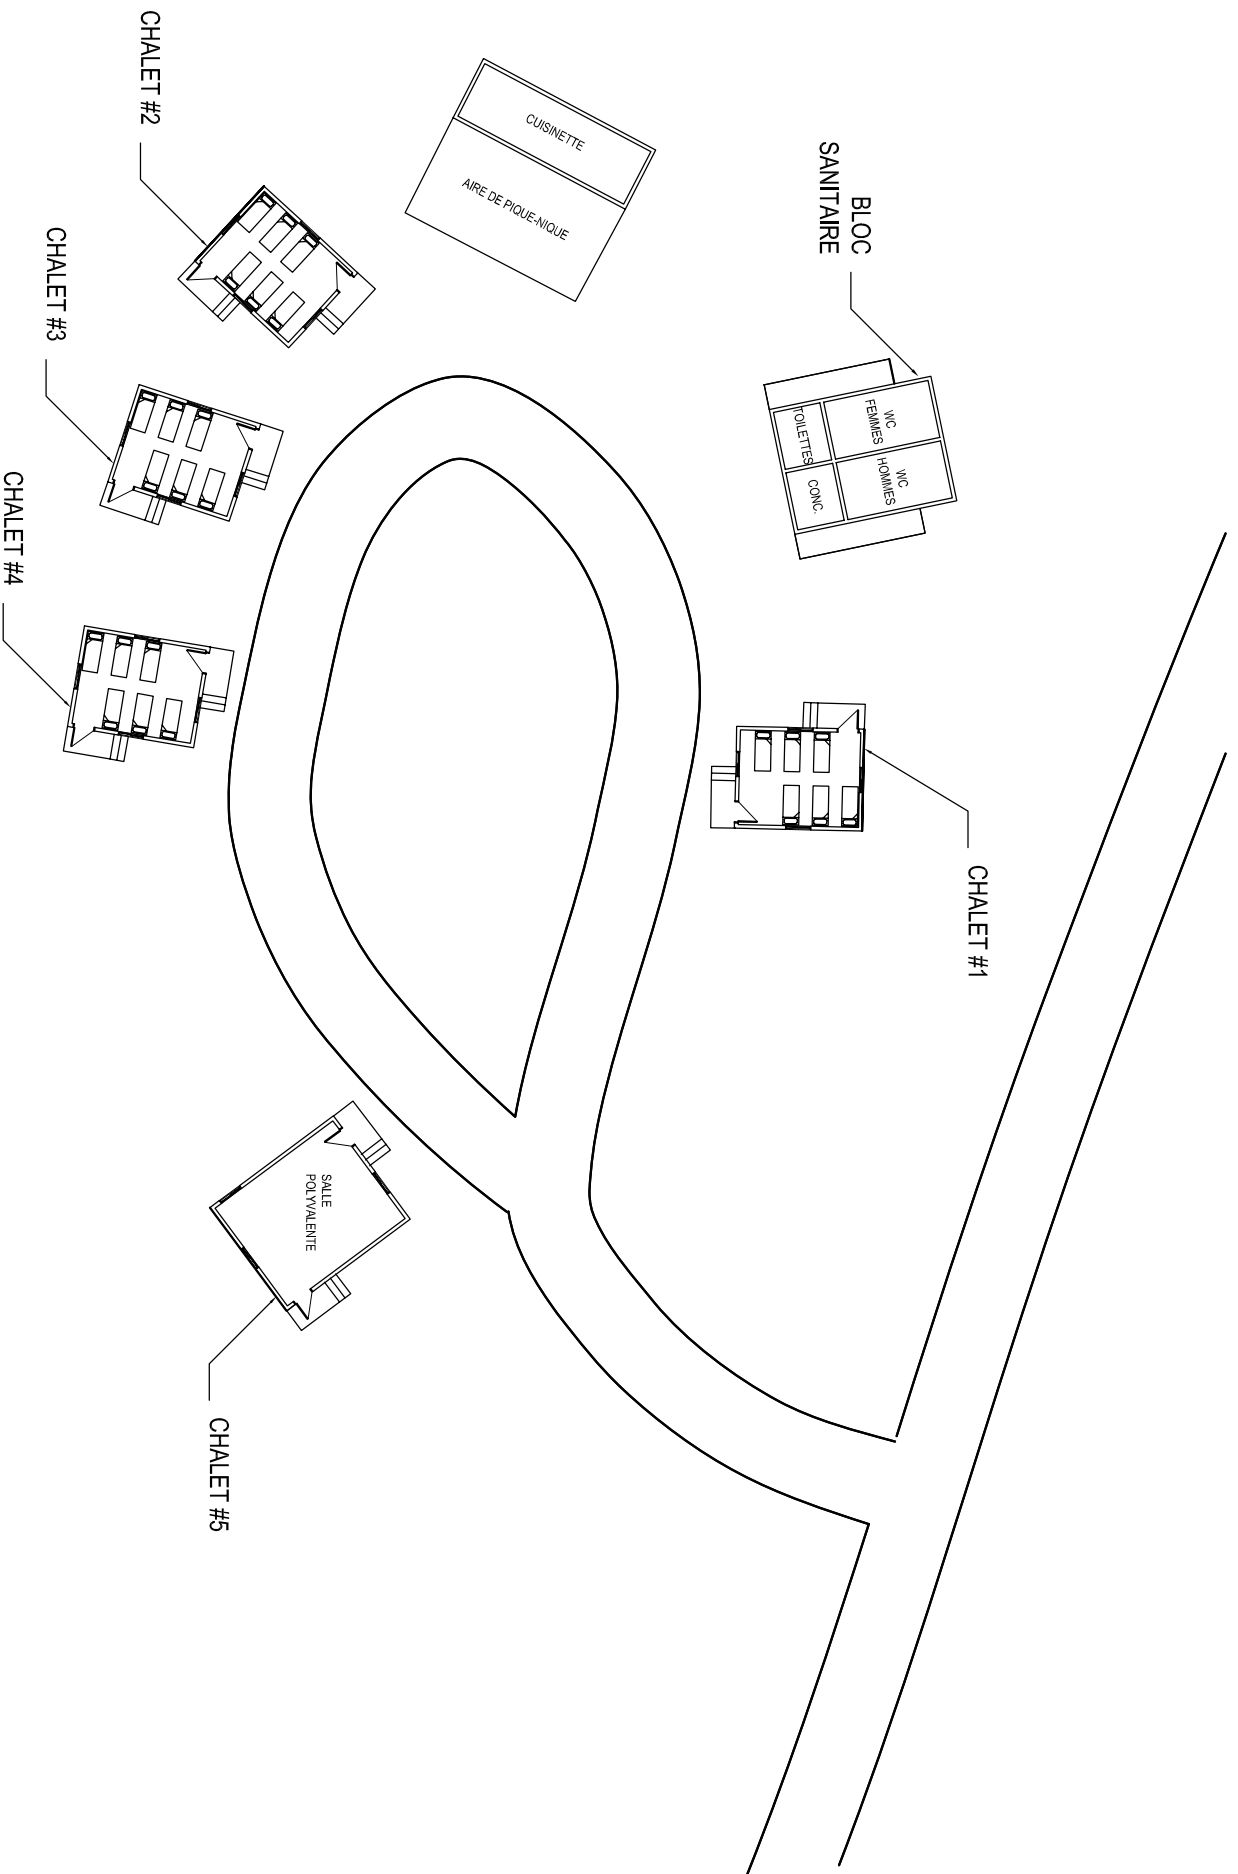 CHALET #2
CUISINETTE
AIRE DE PIQUE-NIQUE
BLOC
SANITAIRE
WC
FEMMES
WC
HOMMES
TOILETTES
CONC.
CHALET #3
CHALET #4
CHALET #1
SALLE
POLYVALENTE
CHALET #5